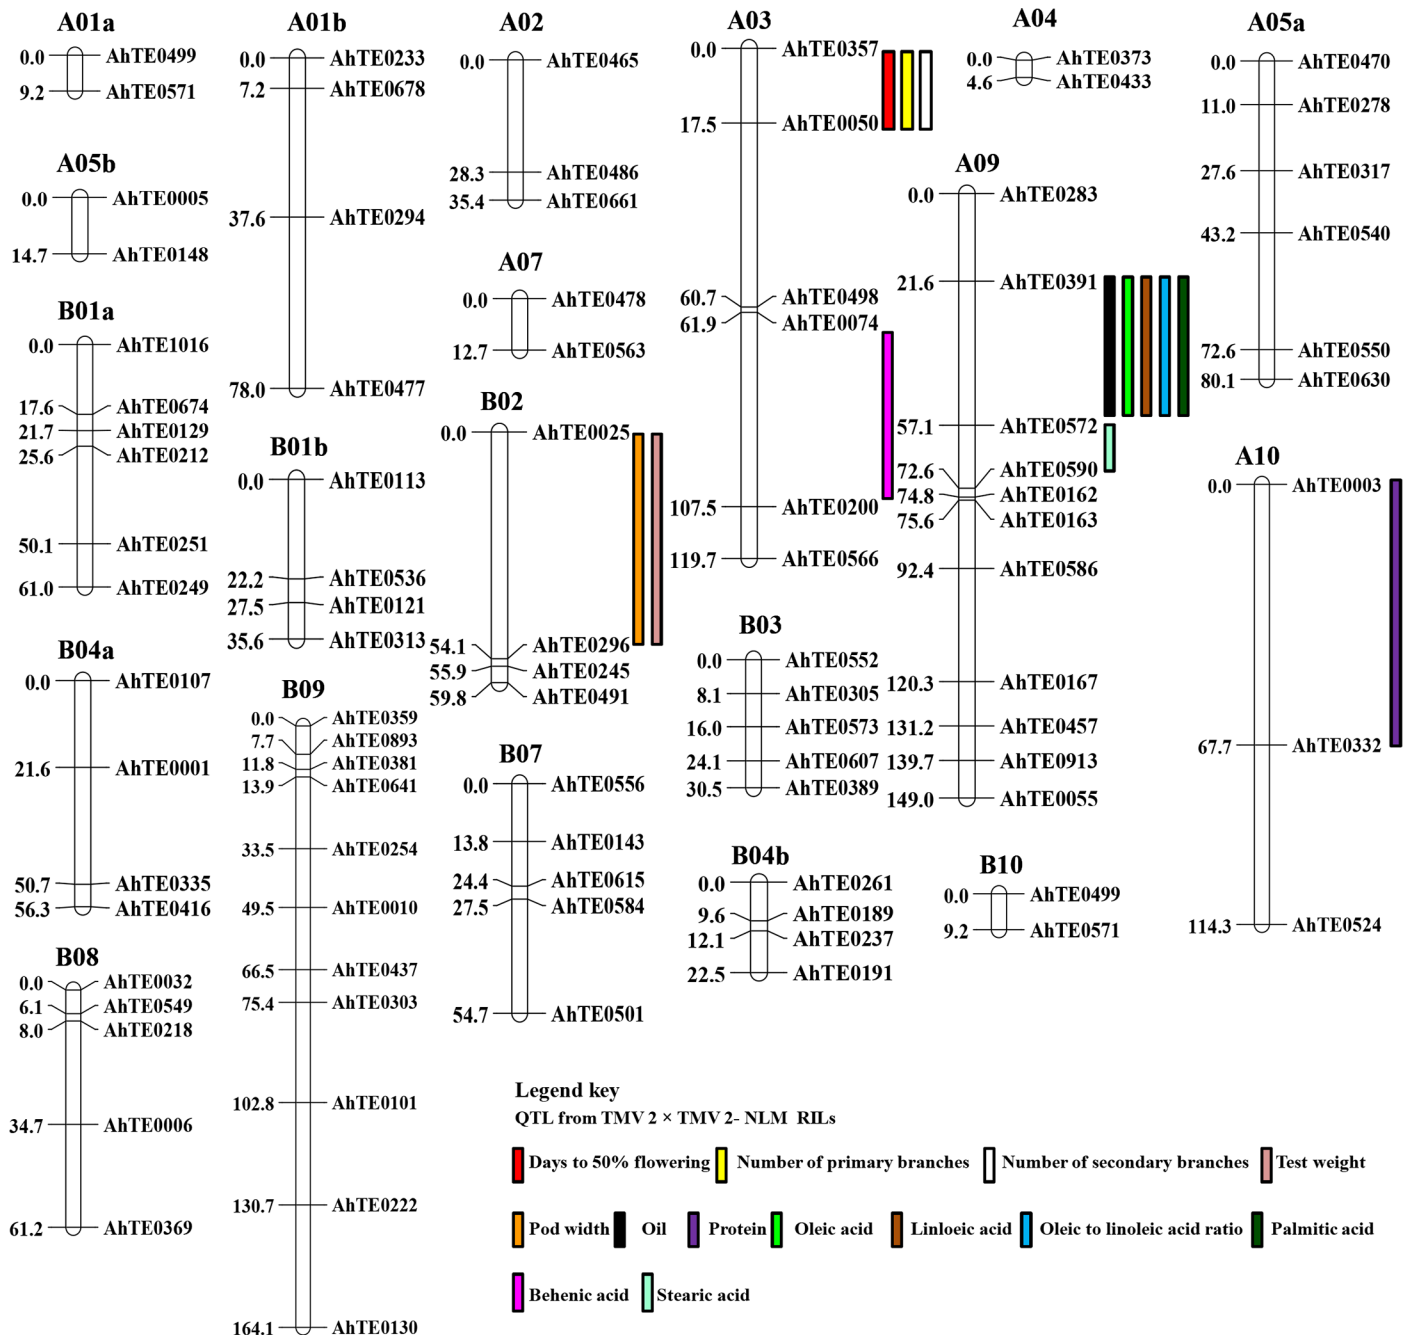 A01a
0.0 AhTE0499
9.2 AhTE0571
A05b
0.0 AhTE0005
14.7 AhTE0148
B01a
0.0 AhTE1016
17.6 AhTE0674
21.7 AhTE0129
25.6 AhTE0212
50.1 AhTE0251
61.0 AhTE0249
B04a
0.0 AhTE0107
21.6 AhTE0001
50.7 AhTE0335
56.3 AhTE0416
B08
0.0 AhTE0032
6.1 AhTE0549
8.0 AhTE0218
34.7 AhTE0006
61.2 AhTE0369
A01b
0.0 AhTE0233
7.2 AhTE0678
37.6 AhTE0294
78.0 AhTE0477
B01b
0.0 AhTE0113
22.2 AhTE0536
27.5 AhTE0121
35.6 AhTE0313
B09
0.0 AhTE0359
7.7 AhTE0893
11.8 AhTE0381
13.9 AhTE0641
33.5 AhTE0254
49.5 AhTE0010
66.5 AhTE0437
75.4 AhTE0303
102.8 AhTE0101
130.7 AhTE0222
164.1 AhTE0130
A02
0.0 AhTE0465
28.3 AhTE0486
35.4 AhTE0661
A07
0.0 AhTE0478
12.7 AhTE0563
B02
0.0 AhTE0025
54.1 AhTE0296
55.9 AhTE0245
59.8 AhTE0491
B07
0.0 AhTE0556
13.8 AhTE0143
24.4 AhTE0615
27.5 AhTE0584
54.7 AhTE0501
A03
0.0 AhTE0357
17.5 AhTE0050
60.7 AhTE0498
61.9 AhTE0074
107.5 AhTE0200
119.7 AhTE0566
B03
0.0 AhTE0552
8.1 AhTE0305
16.0 AhTE0573
24.1 AhTE0607
30.5 AhTE0389
B04b
0.0 AhTE0261
9.6 AhTE0189
12.1 AhTE0237
22.5 AhTE0191
A04
0.0 AhTE0373
4.6 AhTE0433
A09
0.0 AhTE0283
21.6 AhTE0391
57.1 AhTE0572
72.6 AhTE0590
74.8 AhTE0162
75.6 AhTE0163
92.4 AhTE0586
120.3 AhTE0167
131.2 AhTE0457
139.7 AhTE0913
149.0 AhTE0055
B10
0.0 AhTE0499
9.2 AhTE0571
A05a
0.0 AhTE0470
11.0 AhTE0278
27.6 AhTE0317
43.2 AhTE0540
72.6 AhTE0550
80.1 AhTE0630
A10
0.0 AhTE0003
67.7 AhTE0332
114.3 AhTE0524
Legend key
QTL from TMV 2 × TMV 2- NLM RILs
Days to 50% flowering Number of primary branches Number of secondary branches Test weight
Pod width Oil Protein Oleic acid Linloeic acid Oleic to linoleic acid ratio Palmitic acid
Behenic acid Stearic acid